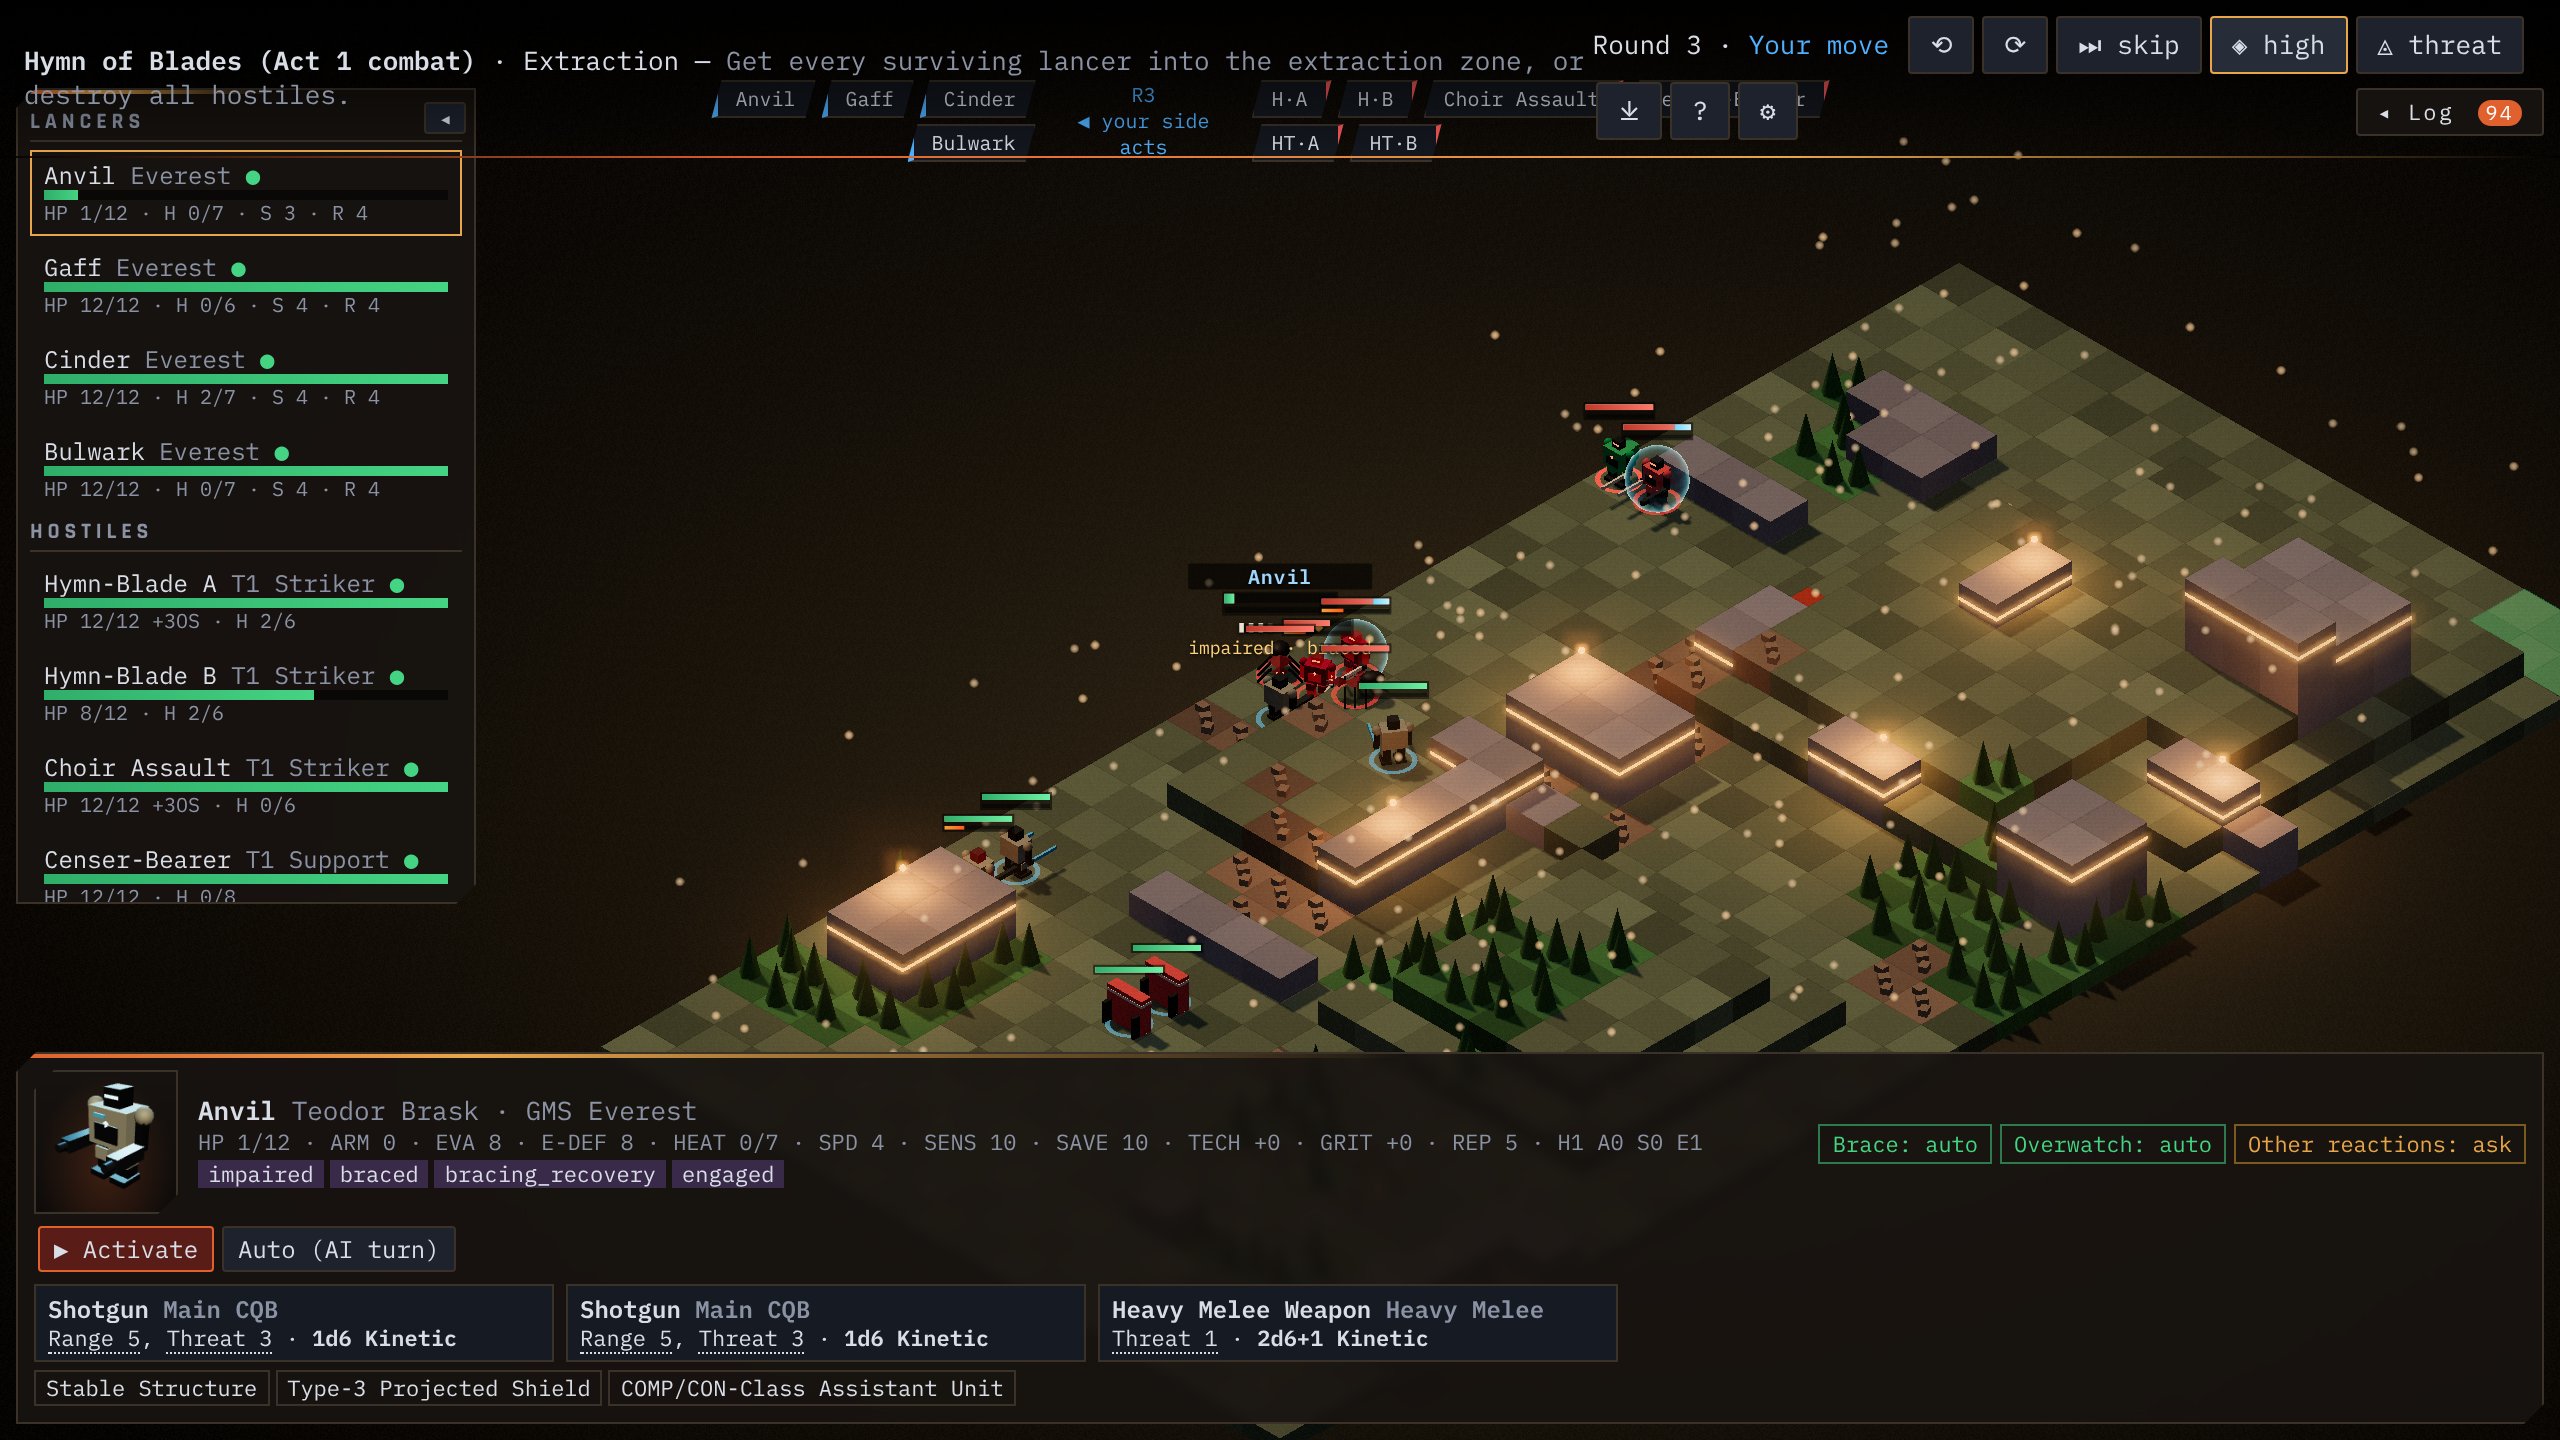 Hymn of Blades (Act 1 combat) · Extraction — Get every surviving lancer into the extraction zone, or
destroy all hostiles.
Round 3 · Your move
skip
high
threat
Anvil
Gaff
Cinder
Bulwark
R3
◂ your side
acts
H·A
H·B
Choir Assault
HT·A
HT·B
?
◂ Log 94
LANCERS
Anvil Everest
HP 1/12 · H 0/7 · S 3 · R 4
Gaff Everest
HP 12/12 · H 0/6 · S 4 · R 4
Cinder Everest
HP 12/12 · H 2/7 · S 4 · R 4
Bulwark Everest
HP 12/12 · H 0/7 · S 4 · R 4
HOSTILES
Hymn-Blade A T1 Striker
HP 12/12 +3OS · H 2/6
Hymn-Blade B T1 Striker
HP 8/12 · H 2/6
Choir Assault T1 Striker
HP 12/12 +3OS · H 0/6
Censer-Bearer T1 Support
HP 12/12 · H 0/8
Anvil
impaired ·
Anvil Teodor Brask · GMS Everest
HP 1/12 · ARM 0 · EVA 8 · E-DEF 8 · HEAT 0/7 · SPD 4 · SENS 10 · SAVE 10 · TECH +0 · GRIT +0 · REP 5 · H1 A0 S0 E1
impaired braced bracing_recovery engaged
Brace: auto
Overwatch: auto
Other reactions: ask
▶ Activate
Auto (AI turn)
Shotgun Main CQB
Range 5, Threat 3 · 1d6 Kinetic
Shotgun Main CQB
Range 5, Threat 3 · 1d6 Kinetic
Heavy Melee Weapon Heavy Melee
Threat 1 · 2d6+1 Kinetic
Stable Structure
Type-3 Projected Shield
COMP/CON-Class Assistant Unit